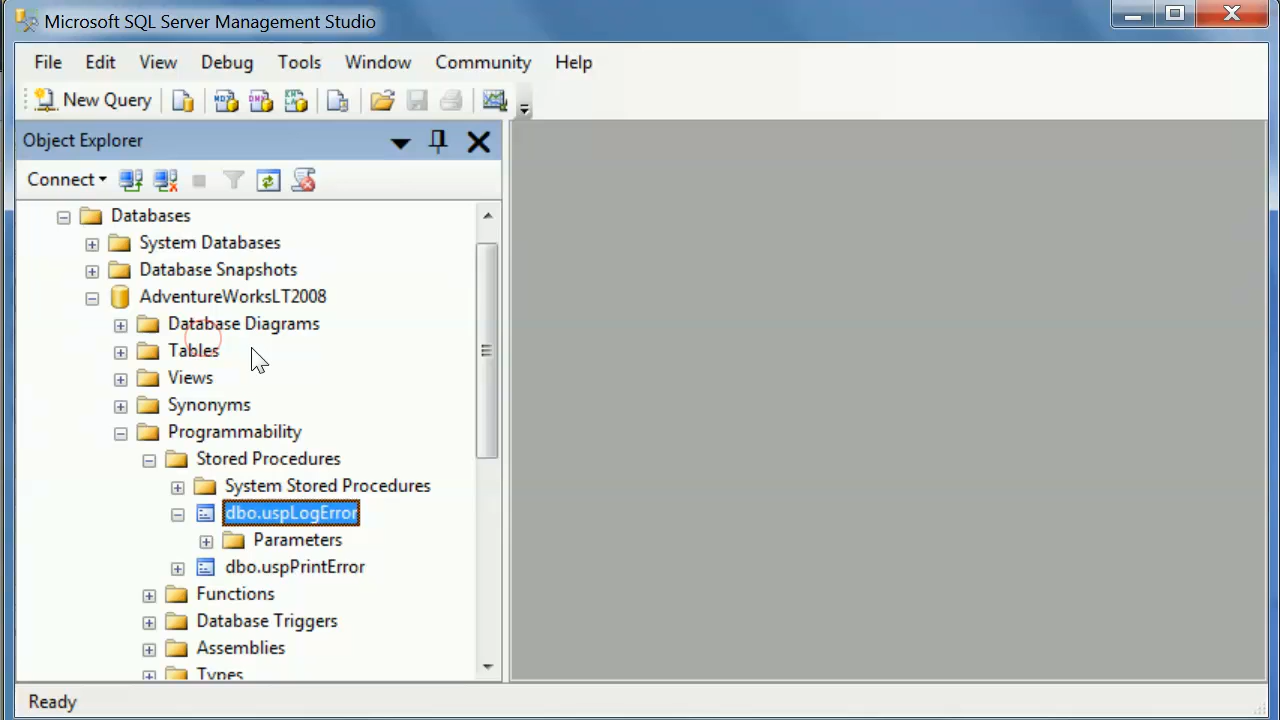 Microsoft SQL Server Management Studio
File Edit View Debug Tools Window Community Help
New Query
Object Explorer
Connect
Databases
System Databases
Database Snapshots
AdventureWorksLT2008
Database Diagrams
Tables
Views
Synonyms
Programmability
Stored Procedures
System Stored Procedures
dbo.uspLogError
Parameters
dbo.uspPrintError
Functions
Database Triggers
Assemblies
Types
Ready